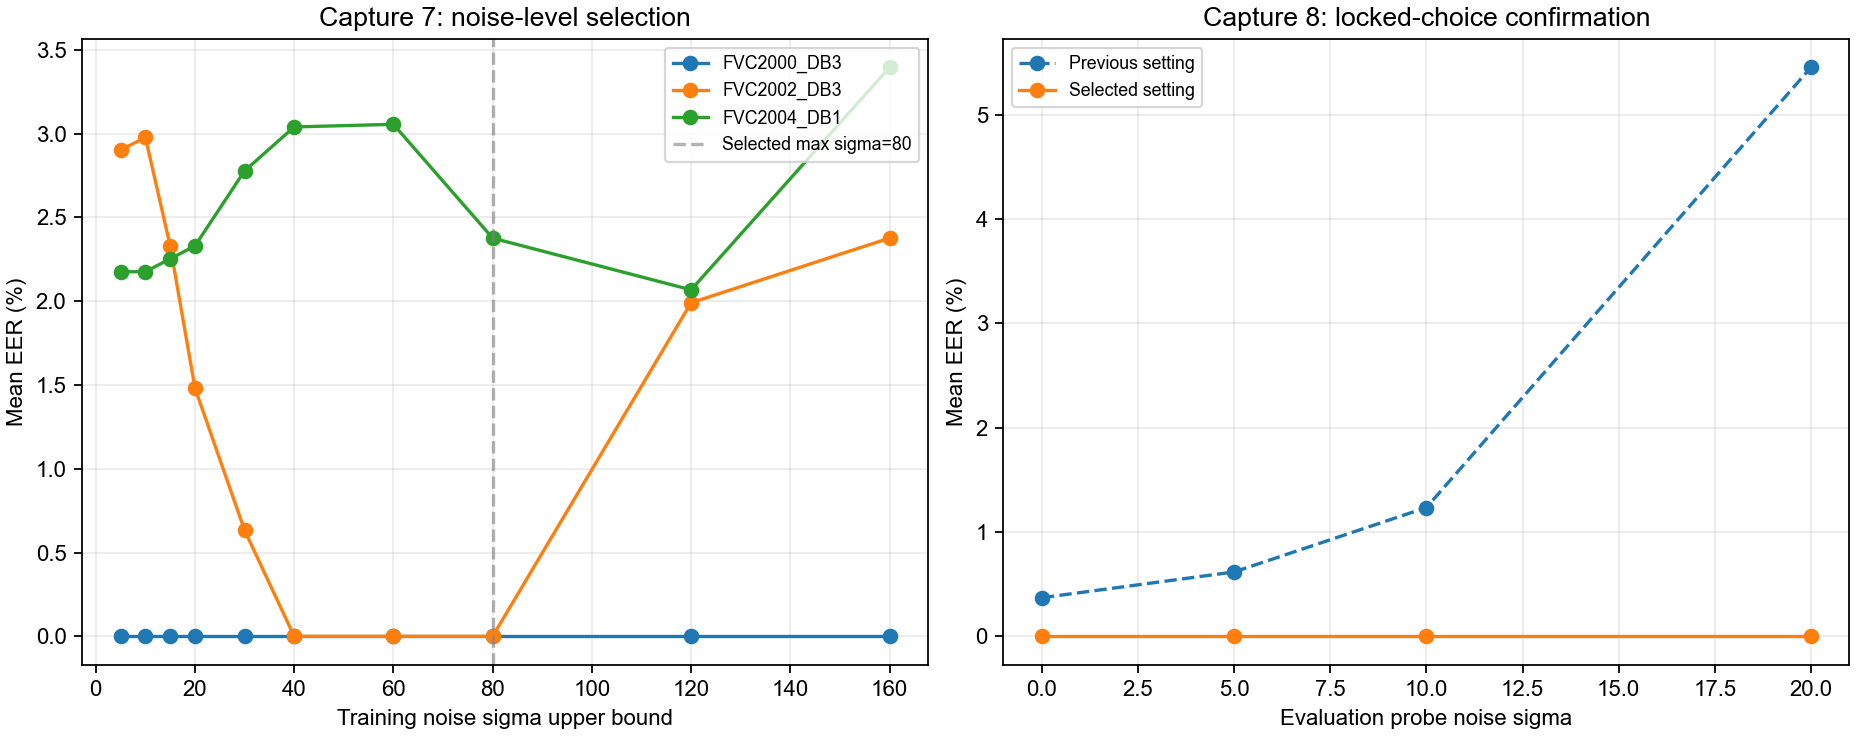 Capture 7: noise-level selection
3.5
3.0
2.5
2.0
1.5
1.0
0.5
0.0
Mean EER (%)
FVC2000_DB3
FVC2002_DB3
FVC2004_DB1
Selected max sigma=80
0 20 40 60 80 100 120 140 160
Training noise sigma upper bound
Capture 8: locked-choice confirmation
5
4
3
2
1
0
Mean EER (%)
Previous setting
Selected setting
0.0 2.5 5.0 7.5 10.0 12.5 15.0 17.5 20.0
Evaluation probe noise sigma